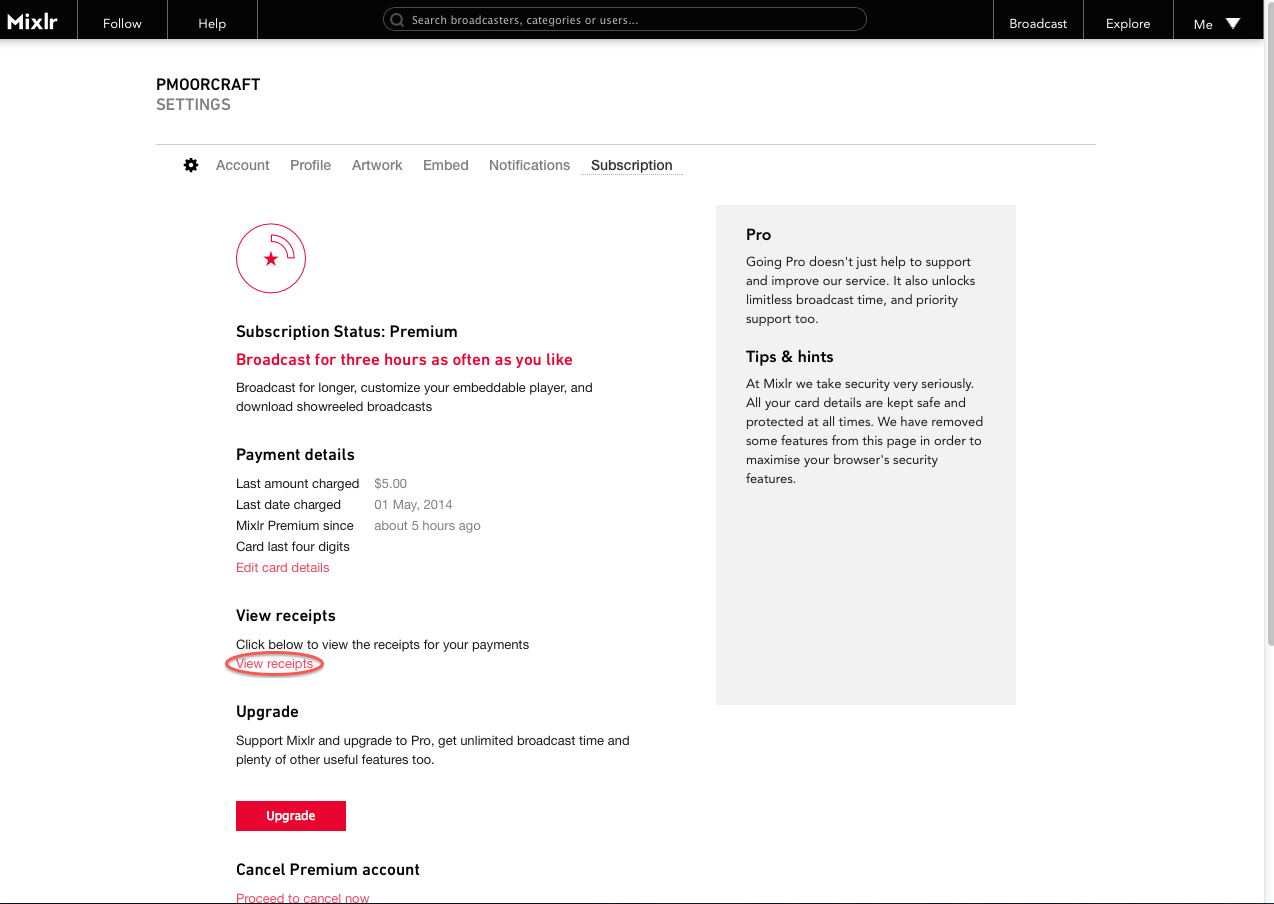 Mixlr
Follow
Help
Search broadcasters, categories or users...
Broadcast
Explore
Me
PMOORCRAFT
SETTINGS
Account Profile Artwork Embed Notifications Subscription
Subscription Status: Premium
Broadcast for three hours as often as you like
Broadcast for longer, customize your embeddable player, and
download showreeled broadcasts
Payment details
Last amount charged $5.00
Last date charged 01 May, 2014
Mixlr Premium since about 5 hours ago
Card last four digits
Edit card details
View receipts
Click below to view the receipts for your payments
View receipts
Upgrade
Support Mixlr and upgrade to Pro, get unlimited broadcast time and
plenty of other useful features too.
Upgrade
Cancel Premium account
Proceed to cancel now
Pro
Going Pro doesn't just help to support
and improve our service. It also unlocks
limitless broadcast time, and priority
support too.
Tips & hints
At Mixlr we take security very seriously.
All your card details are kept safe and
protected at all times. We have removed
some features from this page in order to
maximise your browser's security
features.